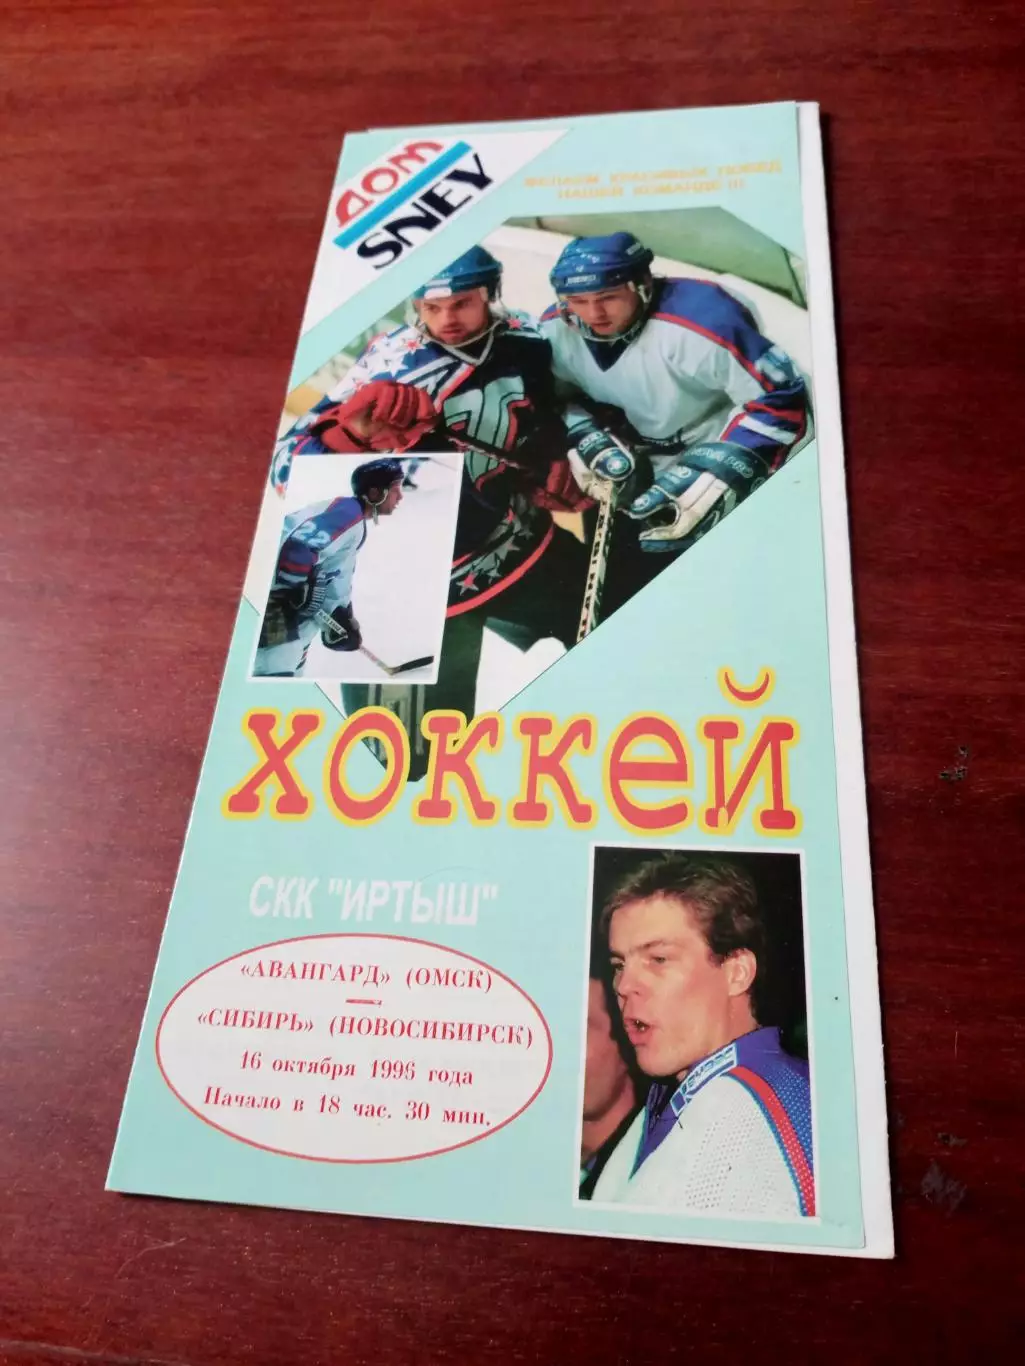 ДОМ
SNEY
ЖЕЛАЕМ КРАСИВЫХ ПОБЕД
НАШЕЙ КОМАНДЕ !!!
22
хоккей
СКК "ИРТЫШ"
«АВАНГАРД» (ОМСК)
—
«СИБИРЬ» (НОВОСИБИРСК)
16 октября 1996 года
Начало в 18 час. 30 мин.